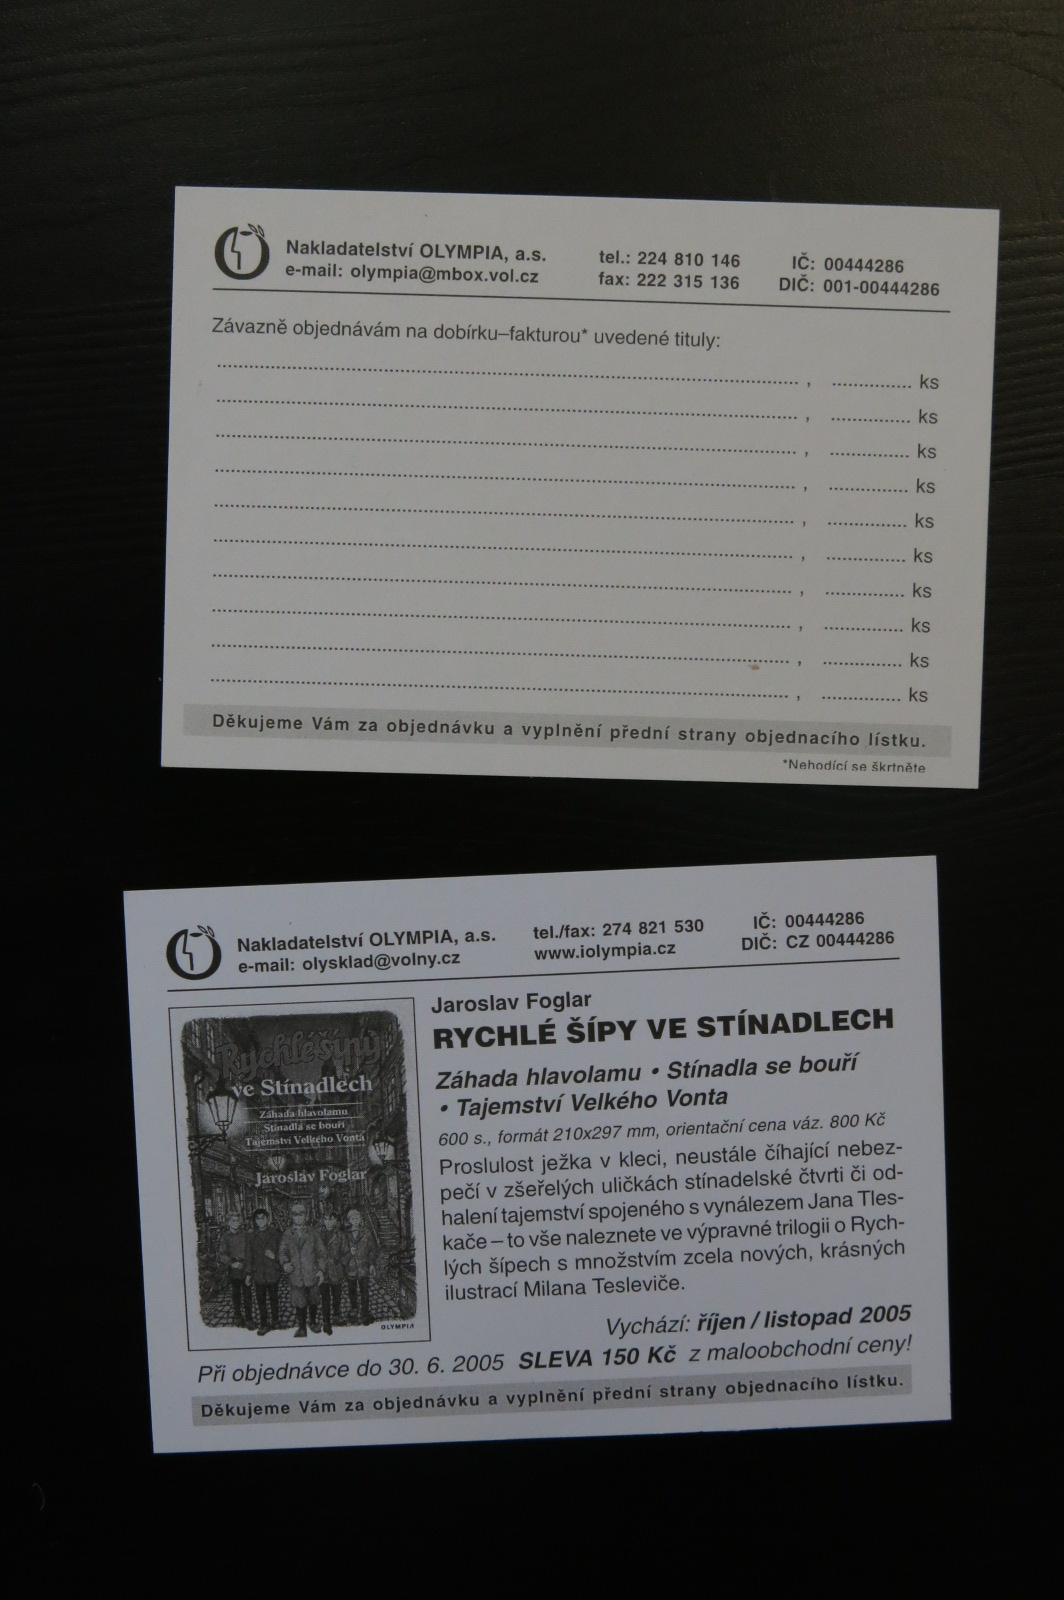 Nakladatelství OLYMPIA, a.s.
e-mail: olympia@mbox.vol.cz
tel.: 224 810 146
fax: 222 315 136
IČ: 00444286
DIČ: 001-00444286
Závazně objednávám na dobírku–fakturou* uvedené tituly:
........................, .............. ks
........................, .............. ks
........................, .............. ks
........................, .............. ks
........................, .............. ks
........................, .............. ks
........................, .............. ks
........................, .............. ks
........................, .............. ks
........................, .............. ks
Děkujeme Vám za objednávku a vyplnění přední strany objednacího lístku.
*Nehodící se škrtněte
Nakladatelství OLYMPIA, a.s.
e-mail: olysklad@volny.cz
tel./fax: 274 821 530
www.iolympia.cz
IČ: 00444286
DIČ: CZ 00444286
Rychlé šípy
ve Stínadlech
Záhada hlavolamu
Stínadla se bouří
Tajemství Velkého Vonta
Jaroslav Foglar
OLYMPIA
Jaroslav Foglar
RYCHLÉ ŠÍPY VE STÍNADLECH
Záhada hlavolamu • Stínadla se bouří
• Tajemství Velkého Vonta
600 s., formát 210x297 mm, orientační cena váz. 800 Kč
Proslulost ježka v kleci, neustále číhající nebez-
pečí v zšeřelých uličkách stínadelské čtvrti či od-
halení tajemství spojeného s vynálezem Jana Tles-
kače – to vše naleznete ve výpravné trilogii o Rych-
lých šípech s množstvím zcela nových, krásných
ilustrací Milana Tesleviče.
Vychází: říjen / listopad 2005
Při objednávce do 30. 6. 2005 SLEVA 150 Kč z maloobchodní ceny!
Děkujeme Vám za objednávku a vyplnění přední strany objednacího lístku.